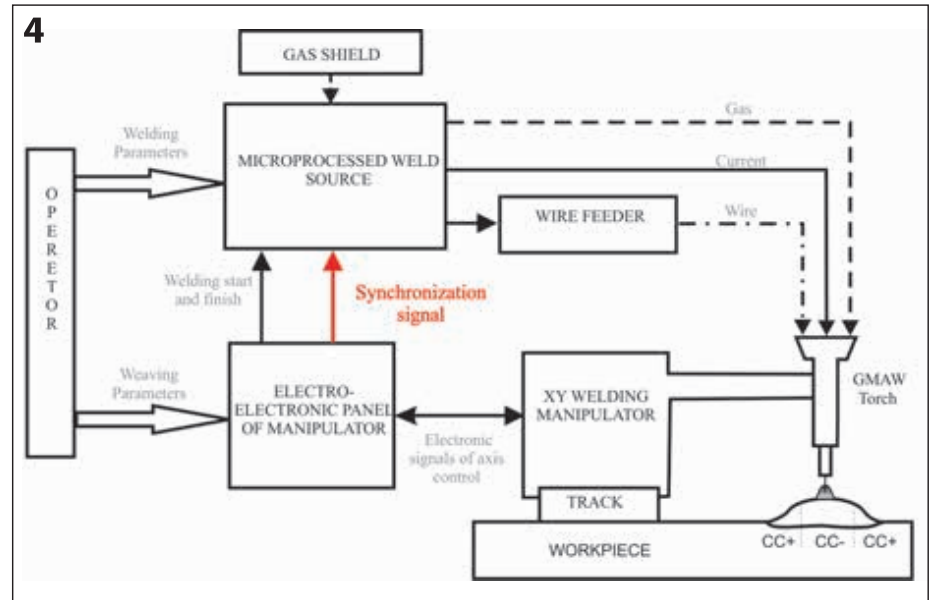 4
GAS SHIELD
Gas
Welding
Parameters
MICROPROCESSED WELD
SOURCE
Current
OPERETOR
WIRE FEEDER
Wire
Welding start
and finish
Synchronization
signal
Weaving
Parameters
ELECTRO-
ELECTRONIC PANEL
OF MANIPULATOR
Electronic
signals of axis
control
XY WELDING
MANIPULATOR
GMAW
Torch
TRACK
WORKPIECE
CC+ CC- CC+